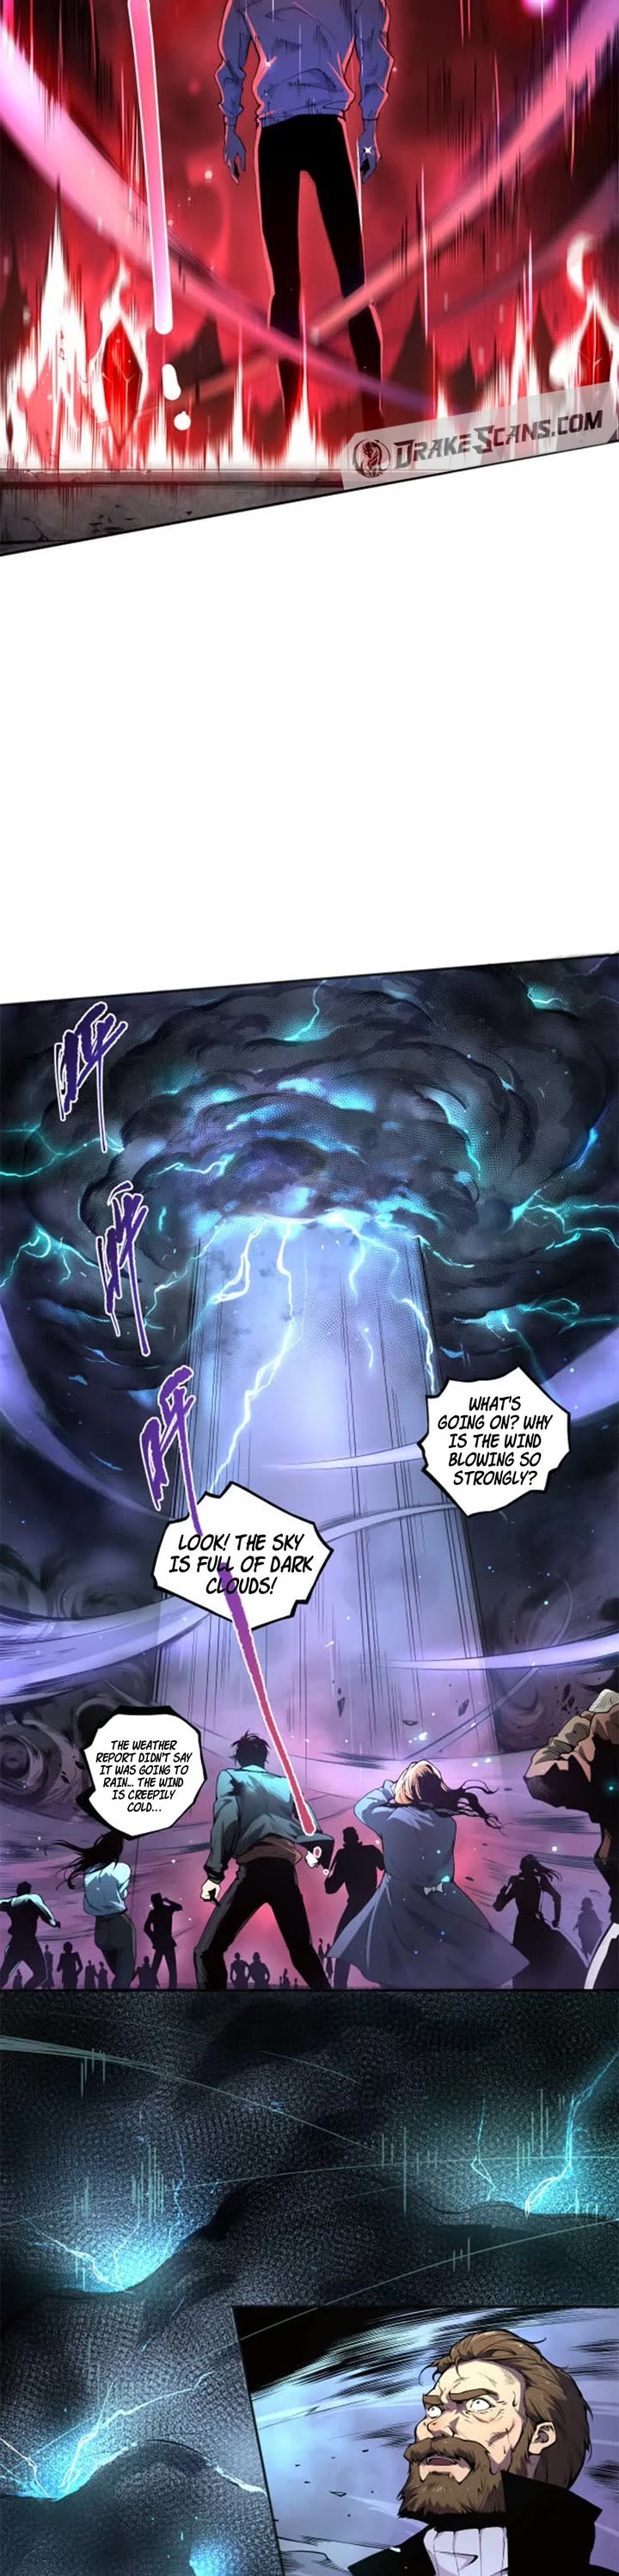 DRAKESCANS.COM
呼
呼
呼
WHAT'S
GOING ON? WHY
IS THE WIND
BLOWING SO
STRONGLY?
LOOK! THE SKY
IS FULL OF DARK
CLOUDS!
THE WEATHER
REPORT DIDN'T SAY
IT WAS GOING TO
RAIN... THE WIND
IS CREEPILY
COLD...